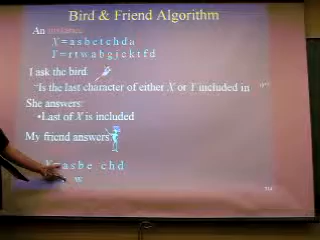 Bird & Friend Algorithm
An instance
X = a s b e t c h d a
Y = r t w a b g j c k t f d
I ask the bird.
"Is the last character of either X or Y included in ?"
She answers:
•Last of X is included
My friend answers:
X = a s b e c h d
w